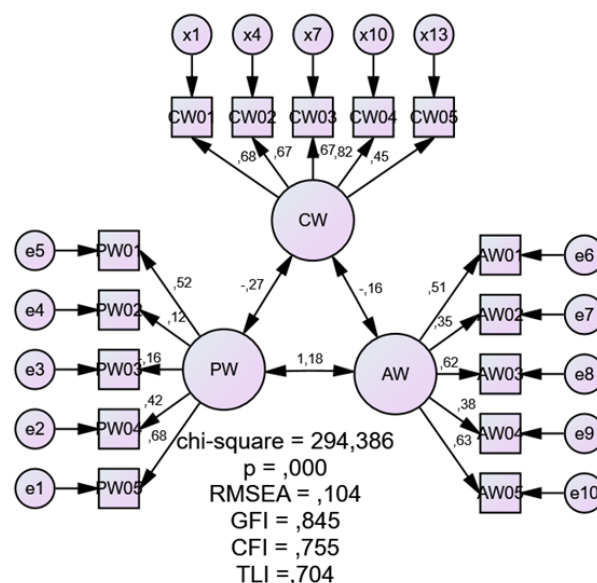 x1 x4 x7 x10 x13
CW01 CW02 CW03 CW04 CW05
,68 ,67 ,67 ,82 ,45
CW
e5 PW01
e4 PW02
e3 PW03
e2 PW04
e1 PW05
,52
,12
-,16
,42
,68
PW
-,27
-,16
1,18
AW
,51
,35
,62
,38
,63
AW01 e6
AW02 e7
AW03 e8
AW04 e9
AW05 e10
chi-square = 294,386
p = ,000
RMSEA = ,104
GFI = ,845
CFI = ,755
TLI =,704